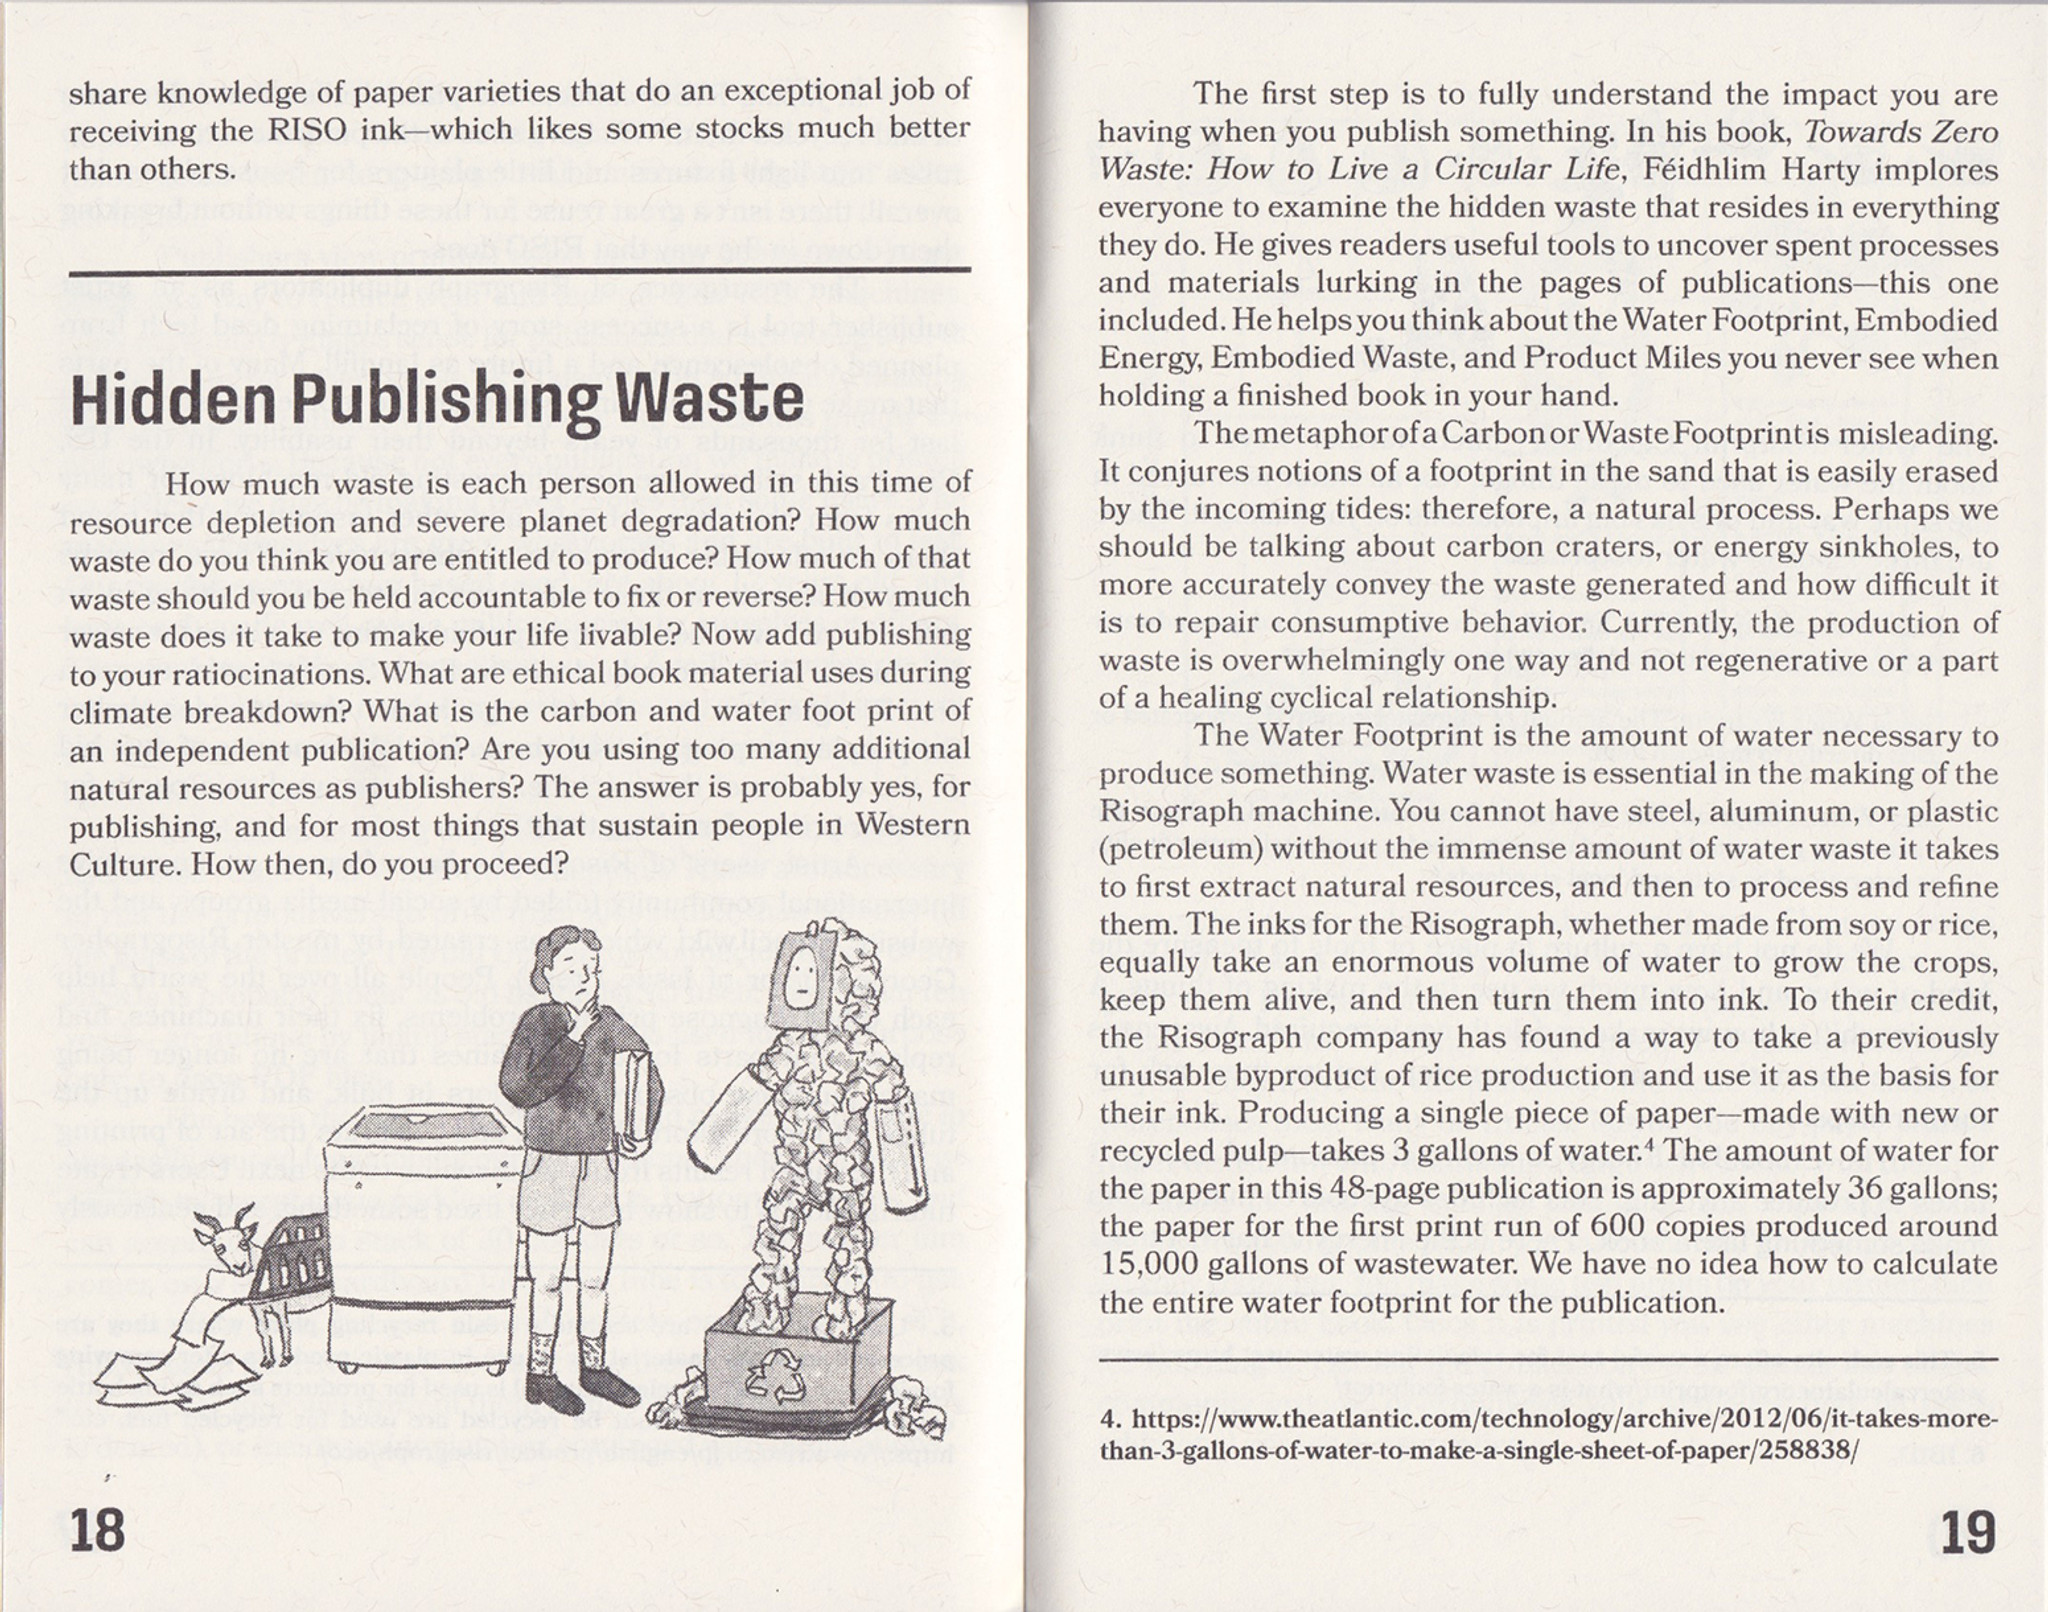 share knowledge of paper varieties that do an exceptional job of
receiving the RISO ink—which likes some stocks much better
than others.
Hidden Publishing Waste
How much waste is each person allowed in this time of
resource depletion and severe planet degradation? How much
waste do you think you are entitled to produce? How much of that
waste should you be held accountable to fix or reverse? How much
waste does it take to make your life livable? Now add publishing
to your ratiocinations. What are ethical book material uses during
climate breakdown? What is the carbon and water foot print of
an independent publication? Are you using too many additional
natural resources as publishers? The answer is probably yes, for
publishing, and for most things that sustain people in Western
Culture. How then, do you proceed?
18
The first step is to fully understand the impact you are
having when you publish something. In his book, Towards Zero
Waste: How to Live a Circular Life, Féidhlim Harty implores
everyone to examine the hidden waste that resides in everything
they do. He gives readers useful tools to uncover spent processes
and materials lurking in the pages of publications—this one
included. He helps you think about the Water Footprint, Embodied
Energy, Embodied Waste, and Product Miles you never see when
holding a finished book in your hand.
The metaphor of a Carbon or Waste Footprint is misleading.
It conjures notions of a footprint in the sand that is easily erased
by the incoming tides: therefore, a natural process. Perhaps we
should be talking about carbon craters, or energy sinkholes, to
more accurately convey the waste generated and how difficult it
is to repair consumptive behavior. Currently, the production of
waste is overwhelmingly one way and not regenerative or a part
of a healing cyclical relationship.
The Water Footprint is the amount of water necessary to
produce something. Water waste is essential in the making of the
Risograph machine. You cannot have steel, aluminum, or plastic
(petroleum) without the immense amount of water waste it takes
to first extract natural resources, and then to process and refine
them. The inks for the Risograph, whether made from soy or rice,
equally take an enormous volume of water to grow the crops,
keep them alive, and then turn them into ink. To their credit,
the Risograph company has found a way to take a previously
unusable byproduct of rice production and use it as the basis for
their ink. Producing a single piece of paper—made with new or
recycled pulp—takes 3 gallons of water.⁴ The amount of water for
the paper in this 48-page publication is approximately 36 gallons;
the paper for the first print run of 600 copies produced around
15,000 gallons of wastewater. We have no idea how to calculate
the entire water footprint for the publication.
4. https://www.theatlantic.com/technology/archive/2012/06/it-takes-more-
than-3-gallons-of-water-to-make-a-single-sheet-of-paper/258838/
19